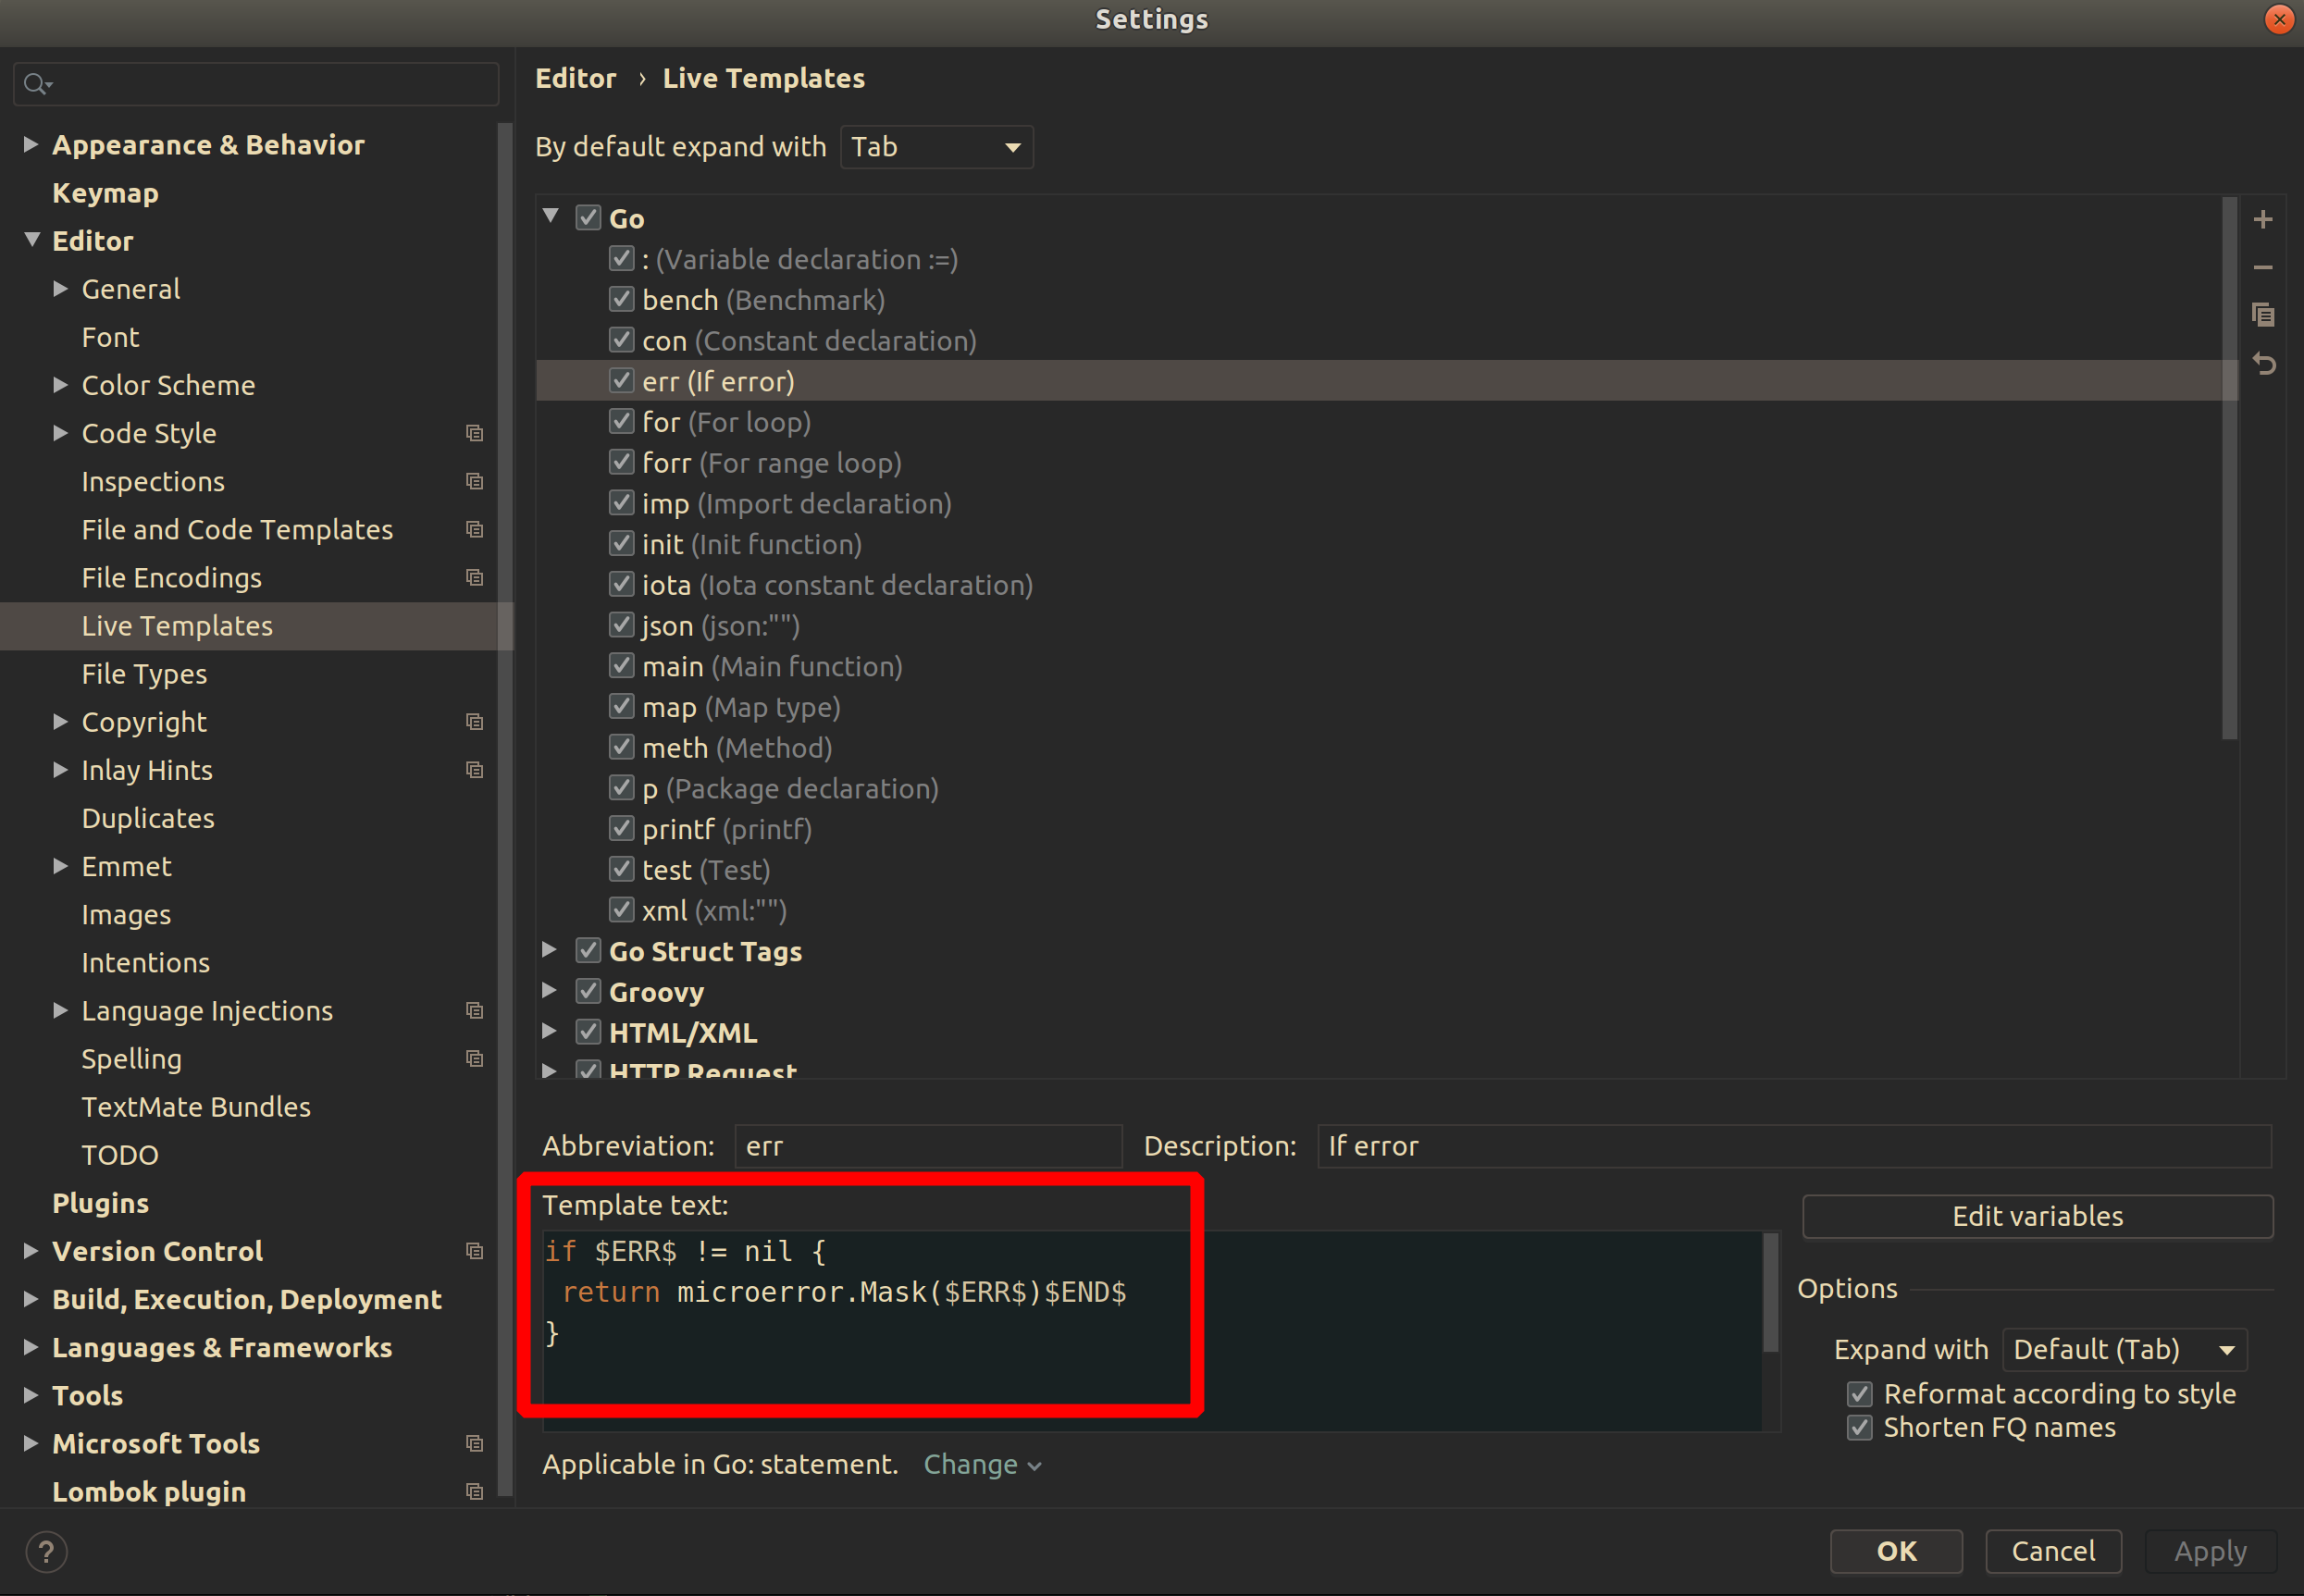 Settings
Appearance & Behavior
Keymap
Editor
General
Font
Color Scheme
Code Style
Inspections
File and Code Templates
File Encodings
Live Templates
File Types
Copyright
Inlay Hints
Duplicates
Emmet
Images
Intentions
Language Injections
Spelling
TextMate Bundles
TODO
Plugins
Version Control
Build, Execution, Deployment
Languages & Frameworks
Tools
Microsoft Tools
Lombok plugin
Editor › Live Templates
By default expand with Tab
Go
: (Variable declaration :=)
bench (Benchmark)
con (Constant declaration)
err (If error)
for (For loop)
forr (For range loop)
imp (Import declaration)
init (Init function)
iota (Iota constant declaration)
json (json:"")
main (Main function)
map (Map type)
meth (Method)
p (Package declaration)
printf (printf)
test (Test)
xml (xml:"")
Go Struct Tags
Groovy
HTML/XML
HTTP Request
Abbreviation: err Description: If error
Template text:
if $ERR$ != nil {
 return microerror.Mask($ERR$)$END$
}
Edit variables
Options
Expand with Default (Tab)
Reformat according to style
Shorten FQ names
Applicable in Go: statement. Change
? OK Cancel Apply